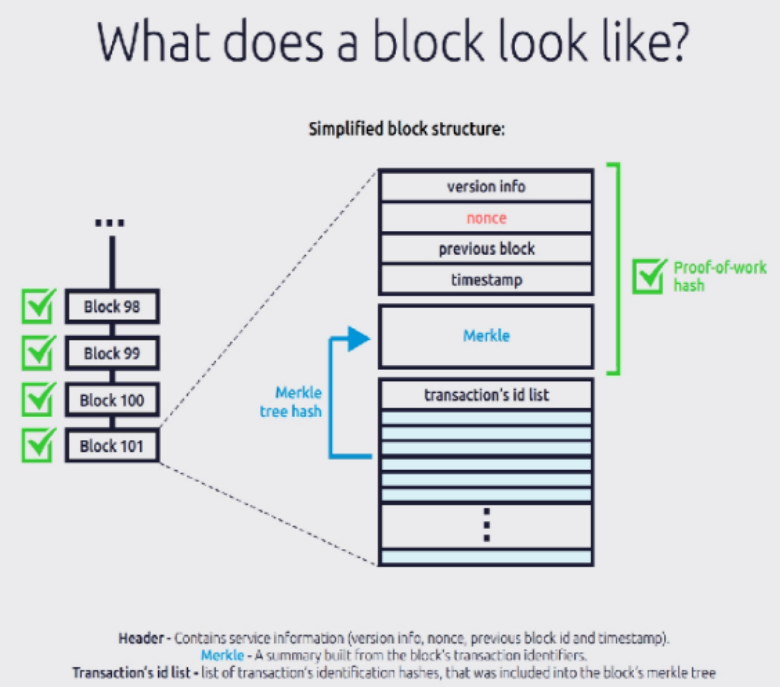 What does a block look like?
Simplified block structure:
version info
nonce
previous block
timestamp
Proof-of-work
hash
...
Block 98
Block 99
Block 100
Block 101
Merkle
Merkle
tree hash
transaction's id list
Header - Contains service information (version info, nonce, previous block id and timestamp).
Merkle - A summary built from the block's transaction identifiers.
Transaction's id list - list of transaction's identification hashes, that was included into the block's merkle tree